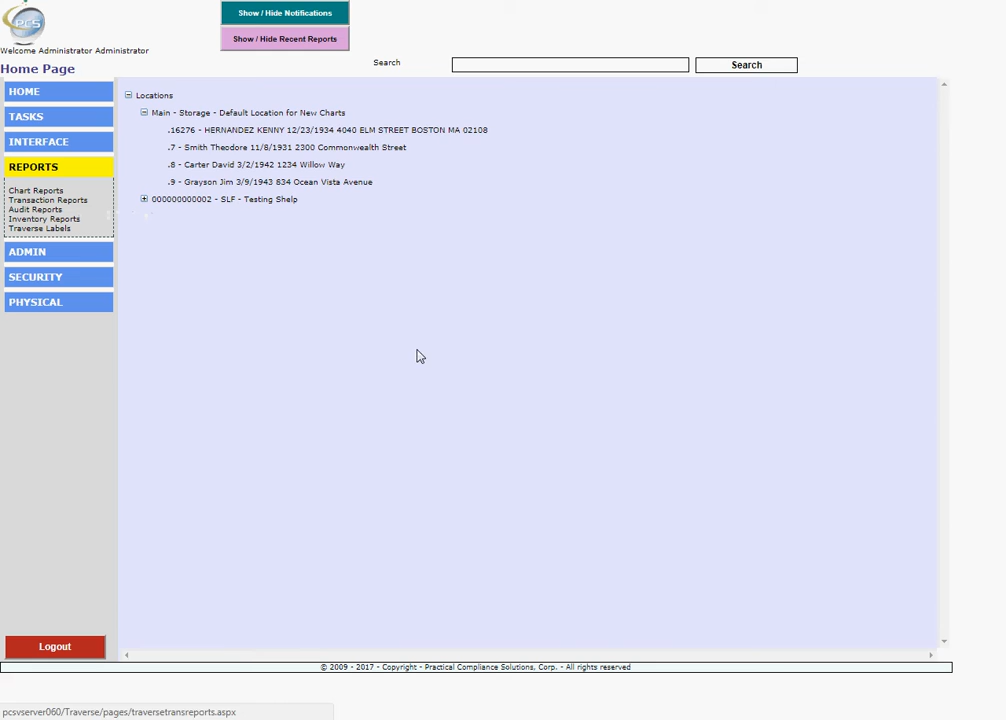 PCS
Show / Hide Notifications
Show / Hide Recent Reports
Welcome Administrator Administrator
Home Page
Search
Search
HOME
TASKS
INTERFACE
REPORTS
Chart Reports
Transaction Reports
Audit Reports
Inventory Reports
Traverse Labels
ADMIN
SECURITY
PHYSICAL
Logout
Locations
Main - Storage - Default Location for New Charts
.16276 - HERNANDEZ KENNY 12/23/1934 4040 ELM STREET BOSTON MA 02108
.7 - Smith Theodore 11/8/1931 2300 Commonwealth Street
.8 - Carter David 3/2/1942 1234 Willow Way
.9 - Grayson Jim 3/9/1943 834 Ocean Vista Avenue
000000000002 - SLF - Testing Shelp
© 2009 - 2017 - Copyright - Practical Compliance Solutions, Corp. - All rights reserved
pcsvserver060/Traverse/pages/traversetransreports.aspx